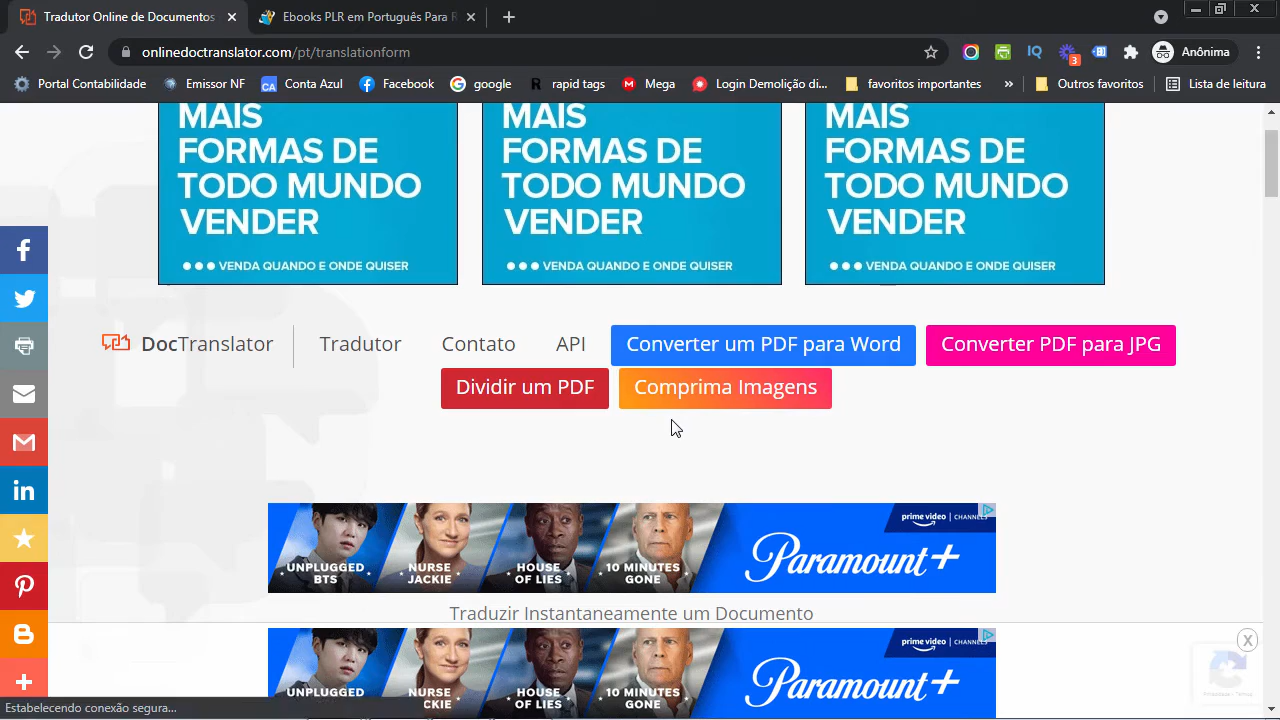 Tradutor Online de Documentos
Ebooks PLR em Português Para R
onlinedoctranslator.com/pt/translationform
IQ
3
Anônima
Portal Contabilidade
Emissor NF
CA
Conta Azul
Facebook
google
R
rapid tags
M
Mega
Login Demolição di...
favoritos importantes
»
Outros favoritos
Lista de leitura
MAIS
FORMAS DE
TODO MUNDO
VENDER
VENDA QUANDO E ONDE QUISER
MAIS
FORMAS DE
TODO MUNDO
VENDER
VENDA QUANDO E ONDE QUISER
MAIS
FORMAS DE
TODO MUNDO
VENDER
VENDA QUANDO E ONDE QUISER
DocTranslator
Tradutor
Contato
API
Converter um PDF para Word
Converter PDF para JPG
Dividir um PDF
Comprima Imagens
UNPLUGGED
BTS
NURSE
JACKIE
HOUSE
OF LIES
10 MINUTES
GONE
prime video
CHANNELS
Paramount+
Traduzir Instantaneamente um Documento
UNPLUGGED
NURSE
CKIE
HOUSE
OF LIES
10 MINUTES
GONE
prime video
CHANNELS
Paramount+
X
Estabelecendo conexão segura...